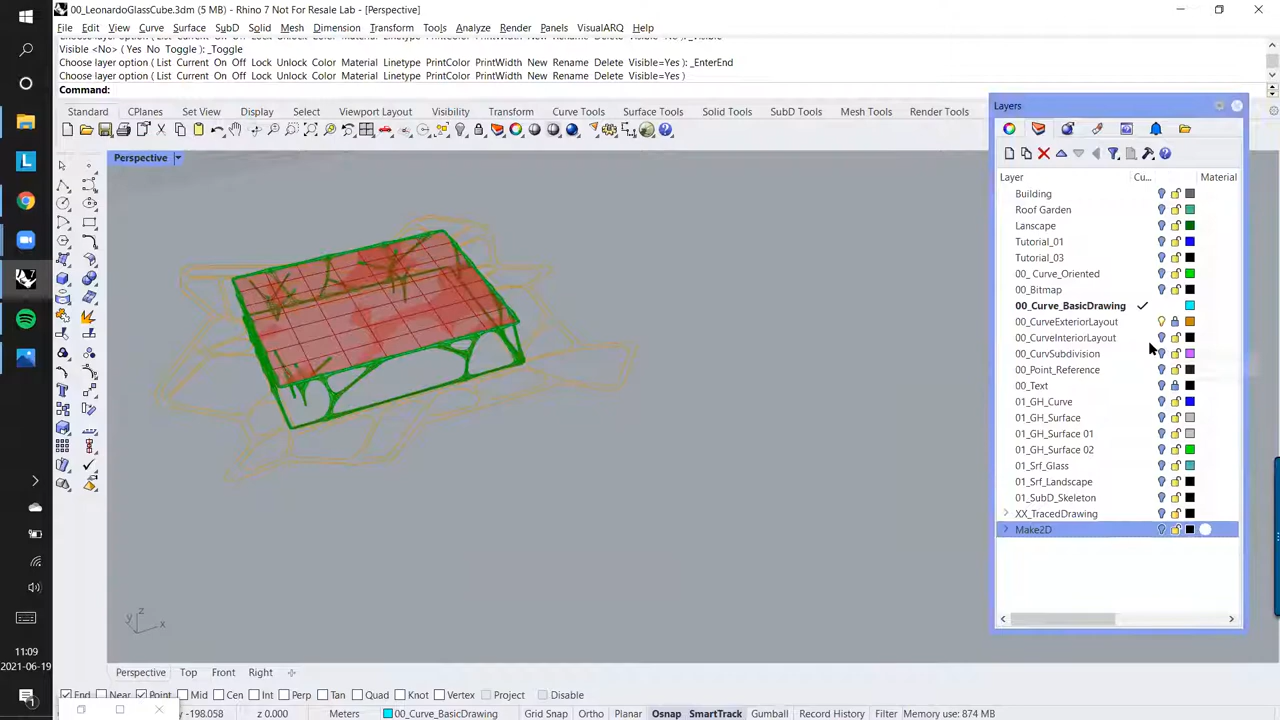 00_LeonardoGlassCube.3dm (5 MB) - Rhino 7 Not For Resale Lab - [Perspective]
File Edit View Curve Surface SubD Solid Mesh Dimension Transform Tools Analyze Render Panels VisualARQ Help
Visible <No> ( Yes No Toggle ): _Toggle
Choose layer option ( List Current On Off Lock Unlock Color Material Linetype PrintColor PrintWidth New Rename Delete Visible=Yes ): _EnterEnd
Choose layer option ( List Current On Off Lock Unlock Color Material Linetype PrintColor PrintWidth New Rename Delete Visible=Yes )
Command:
Standard CPlanes Set View Display Select Viewport Layout Visibility Transform Curve Tools Surface Tools Solid Tools SubD Tools Mesh Tools Render Tools
Perspective
Layers
Layer Cu... Material
Building
Roof Garden
Lanscape
Tutorial_01
Tutorial_03
00_ Curve_Oriented
00_Bitmap
00_Curve_BasicDrawing
00_CurveExteriorLayout
00_CurveInteriorLayout
00_CurvSubdivision
00_Point_Reference
00_Text
01_GH_Curve
01_GH_Surface
01_GH_Surface 01
01_GH_Surface 02
01_Srf_Glass
01_Srf_Landscape
01_SubD_Skeleton
XX_TracedDrawing
Make2D
z
y
x
11:09
2021-06-19
1
Perspective Top Front Right
End Near Point Mid Cen Int Perp Tan Quad Knot Vertex Project Disable
y -198.058 z 0.000 Meters 00_Curve_BasicDrawing Grid Snap Ortho Planar Osnap SmartTrack Gumball Record History Filter Memory use: 874 MB